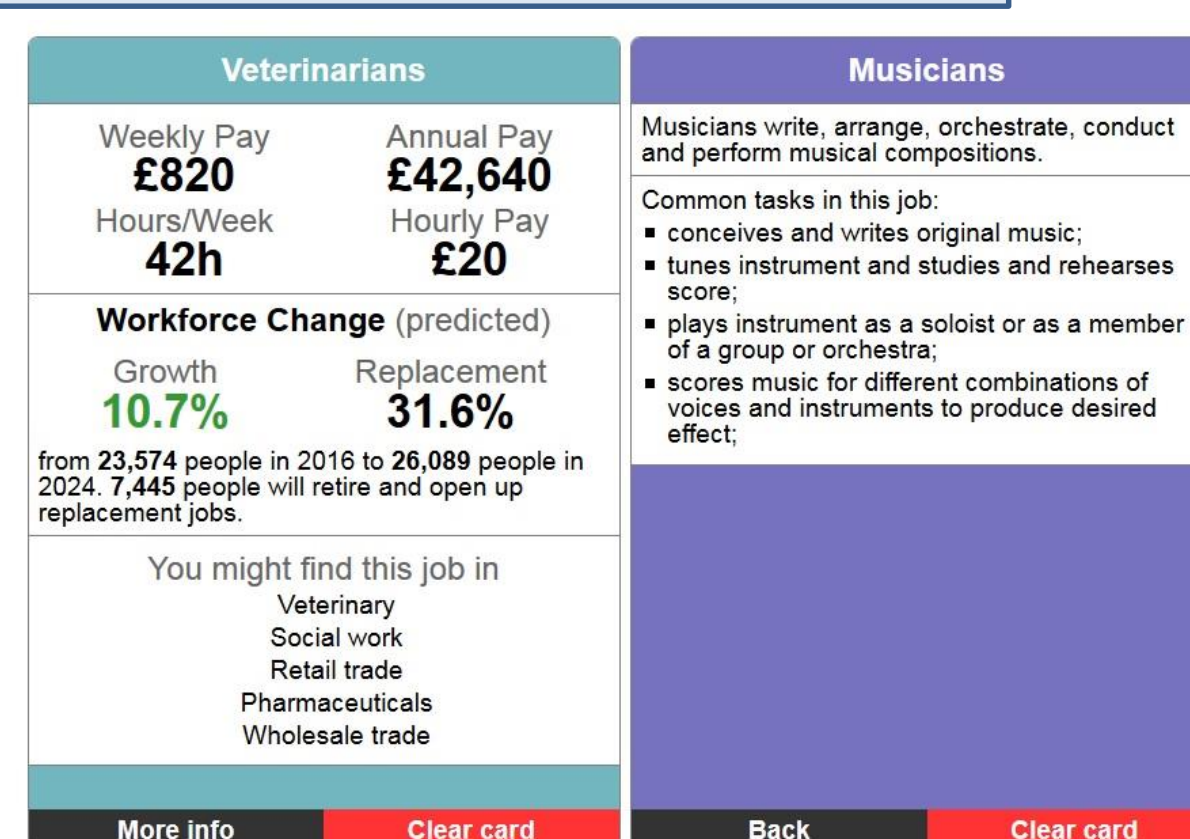 Veterinarians
Weekly Pay Annual Pay
£820 £42,640
Hours/Week Hourly Pay
42h £20
Workforce Change (predicted)
Growth Replacement
10.7% 31.6%
from 23,574 people in 2016 to 26,089 people in
2024. 7,445 people will retire and open up
replacement jobs.
You might find this job in
Veterinary
Social work
Retail trade
Pharmaceuticals
Wholesale trade
More info Clear card
Musicians
Musicians write, arrange, orchestrate, conduct
and perform musical compositions.
Common tasks in this job:
▪ conceives and writes original music;
▪ tunes instrument and studies and rehearses
score;
▪ plays instrument as a soloist or as a member
of a group or orchestra;
▪ scores music for different combinations of
voices and instruments to produce desired
effect;
Back Clear card